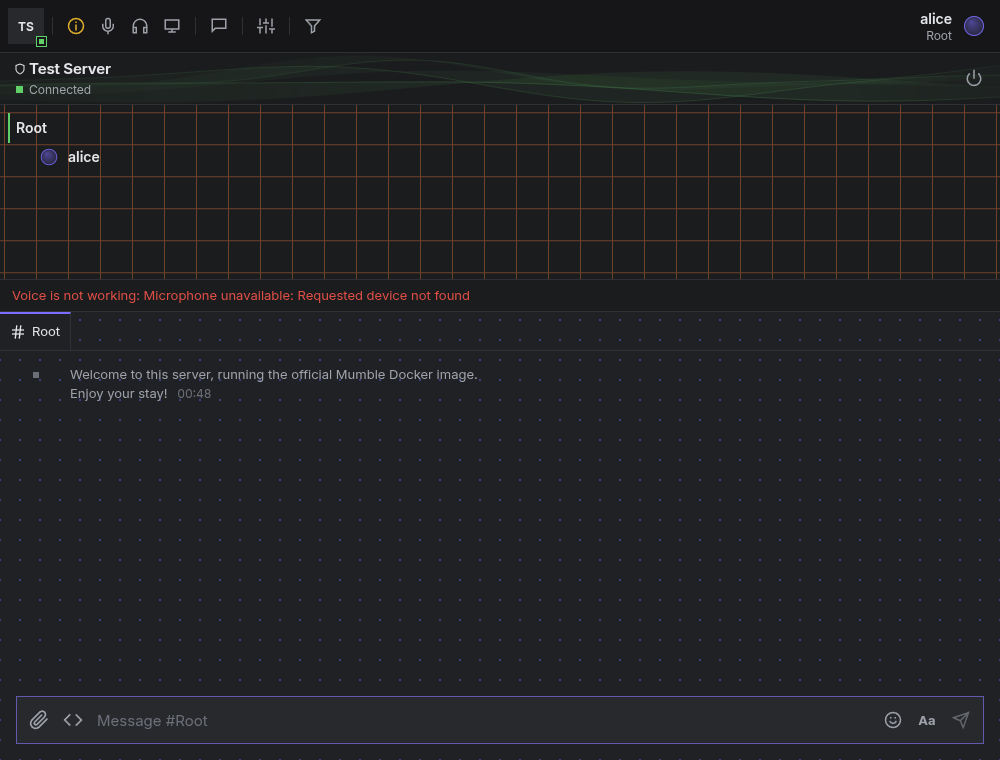 TS
alice
Root
Test Server
Connected
Root
alice
Voice is not working: Microphone unavailable: Requested device not found
Root
Welcome to this server, running the official Mumble Docker image.
Enjoy your stay! 00:48
Message #Root
Aa